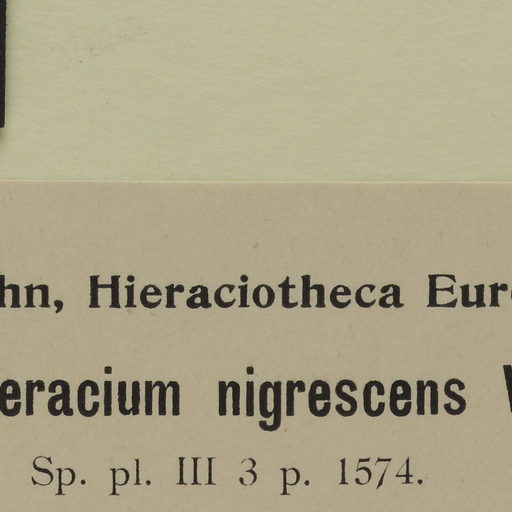 hn, Hieraciotheca Eur
eracium nigrescens W
Sp. pl. III 3 p. 1574.